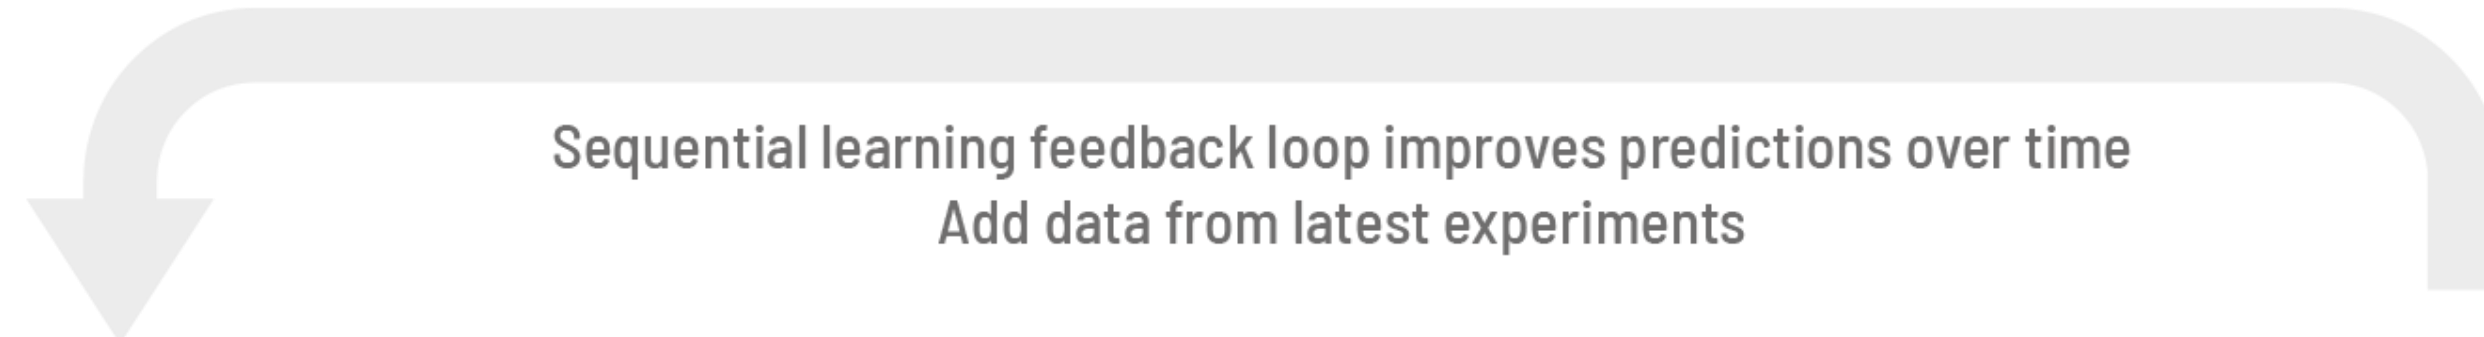 Sequential learning feedback loop improves predictions over time
Add data from latest experiments